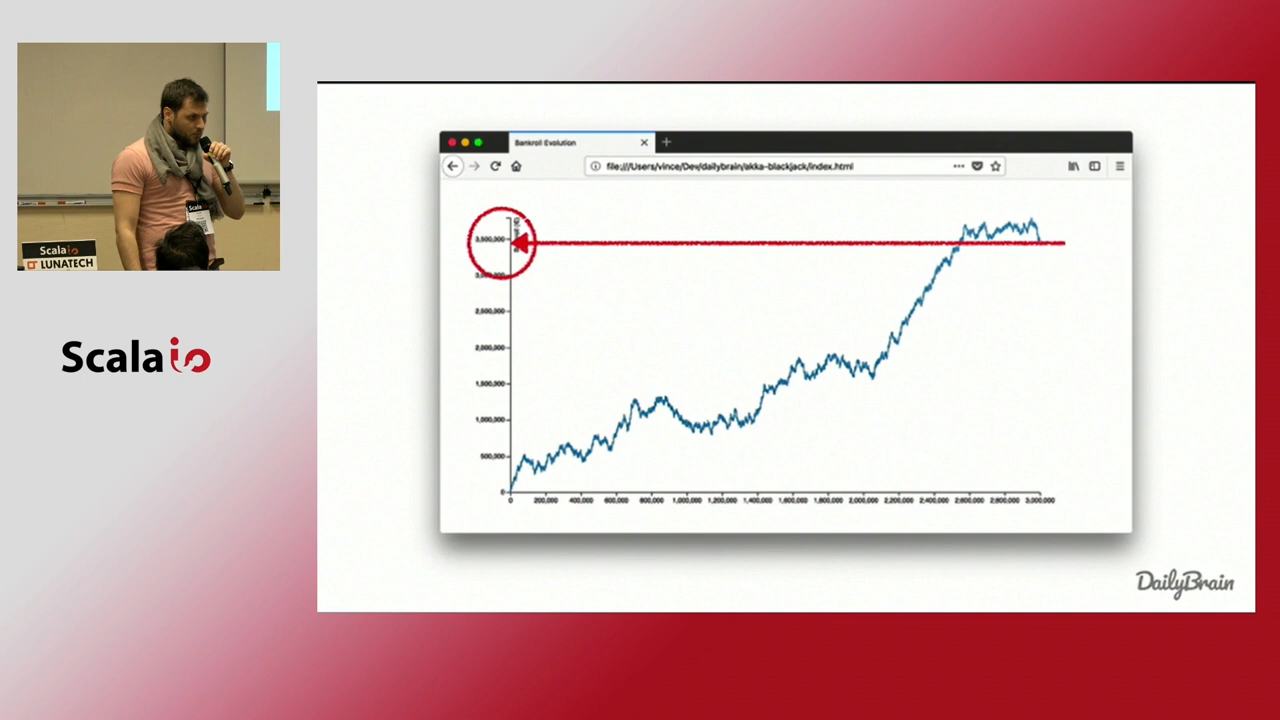 Scala io
LUNATECH
Scala
Scala io
Bankroll Evolution
file:///Users/vince/Dev/dailybrain/akka-blackjack/index.html
3,500,000
3,000,000
2,500,000
2,000,000
1,500,000
1,000,000
500,000
0
0 200,000 400,000 600,000 800,000 1,000,000 1,200,000 1,400,000 1,600,000 1,800,000 2,000,000 2,200,000 2,400,000 2,600,000 2,800,000 3,000,000
DailyBrain